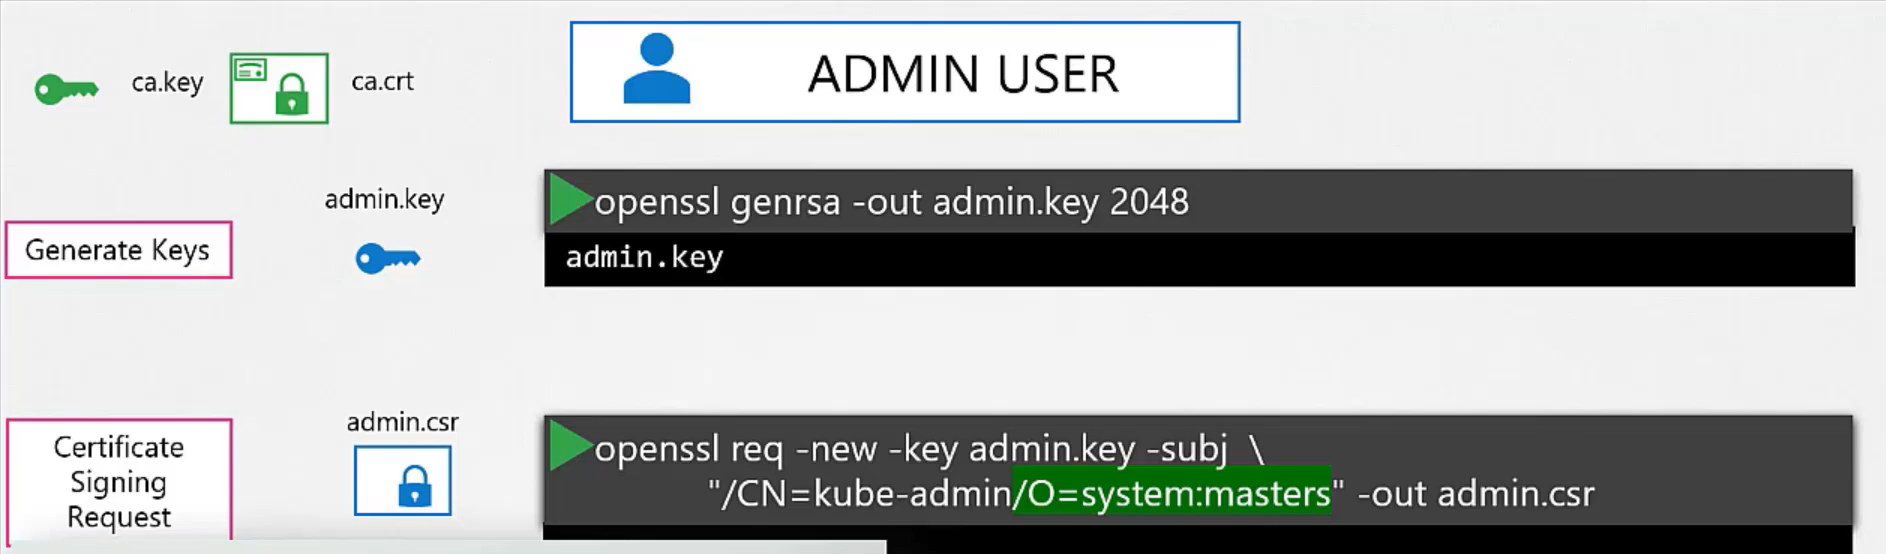 ca.key
ca.crt
ADMIN USER
admin.key
Generate Keys
openssl genrsa -out admin.key 2048
admin.key
admin.csr
Certificate
Signing
Request
openssl req -new -key admin.key -subj \
"/CN=kube-admin/O=system:masters" -out admin.csr